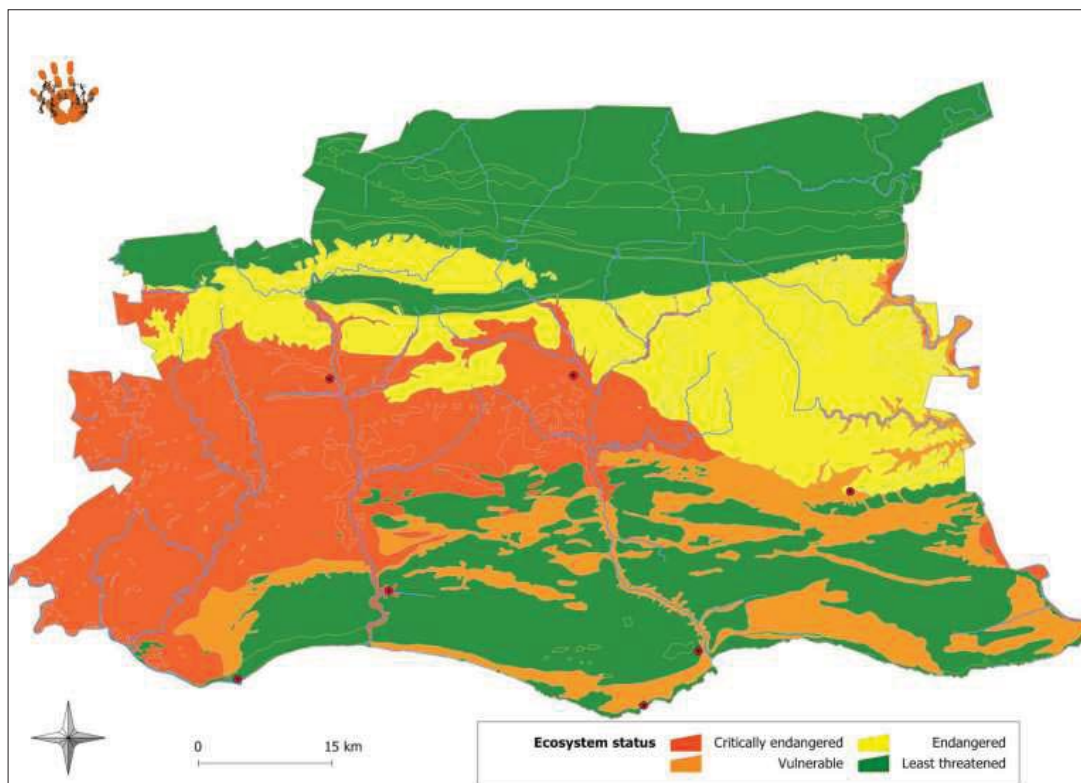 0 15 km
Ecosystem status Critically endangered Endangered
Vulnerable Least threatened